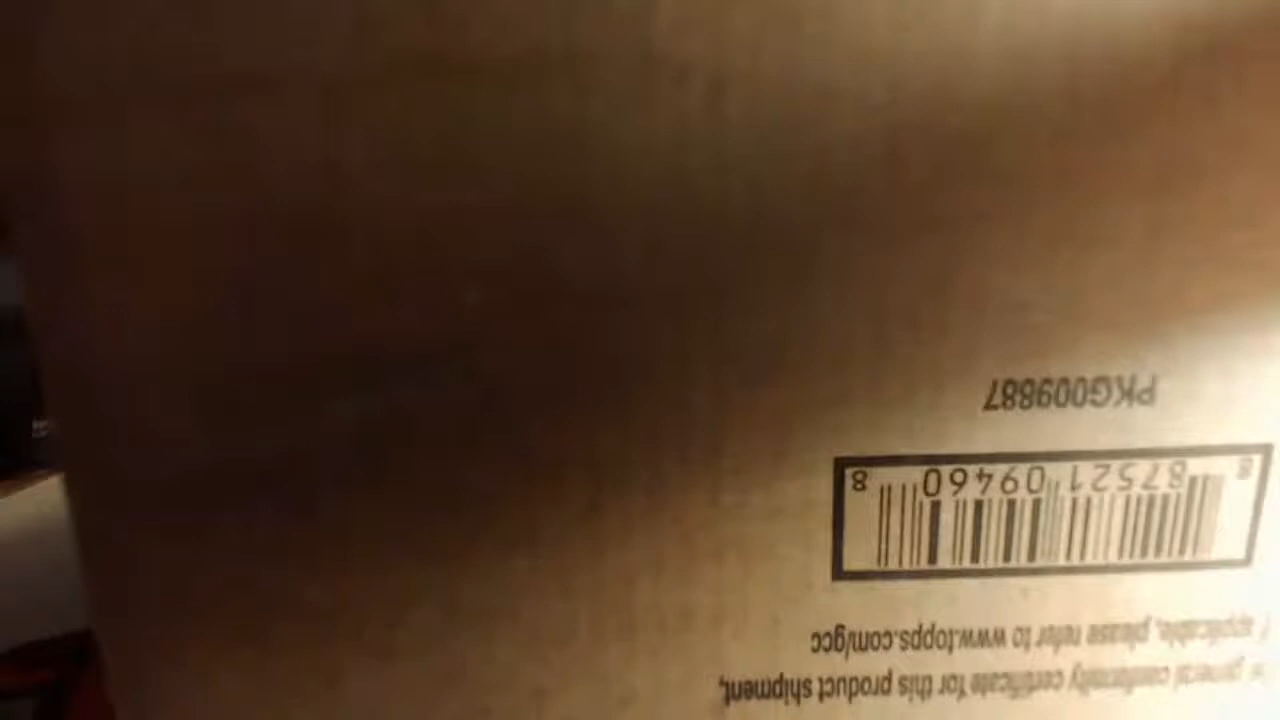 general conformity certificate for this product shipment,
applicable, please refer to www.topps.com/gcc
8 87521 09460 8
PKG009887